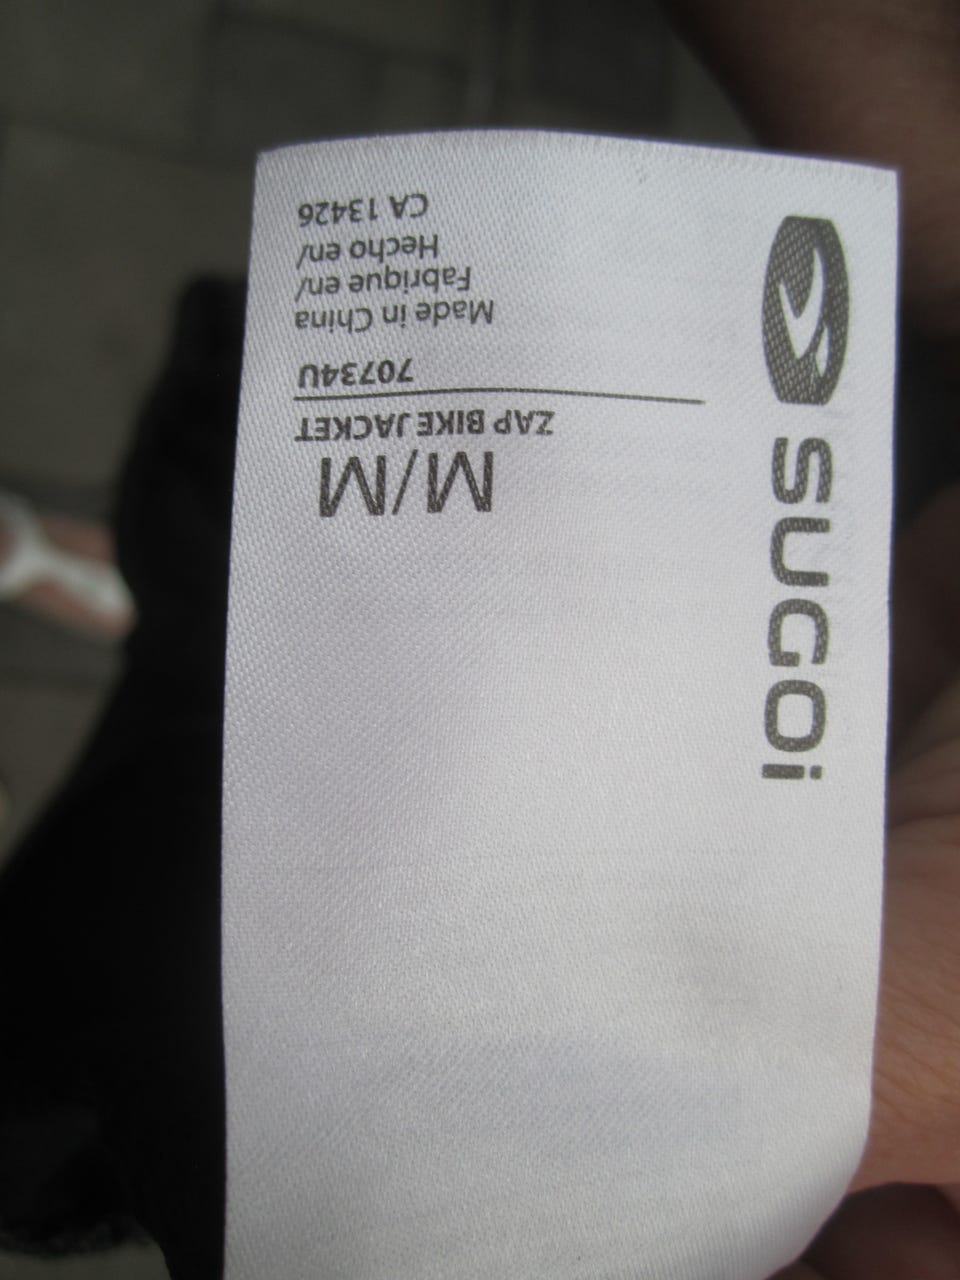 SUGOi
M/M
ZAP BIKE JACKET
70734U
Made in China
Fabrique en/
Hecho en/
CA 13426